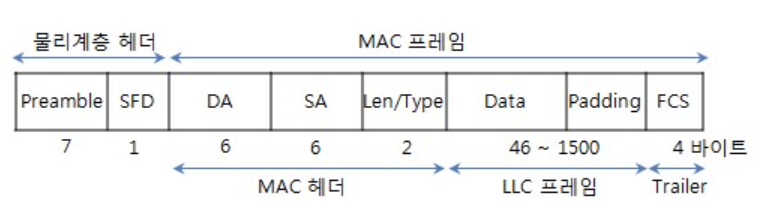 물리계층 헤더 MAC 프레임
Preamble SFD DA SA Len/Type Data Padding FCS
7 1 6 6 2 46 ~ 1500 4 바이트
MAC 헤더 LLC 프레임 Trailer